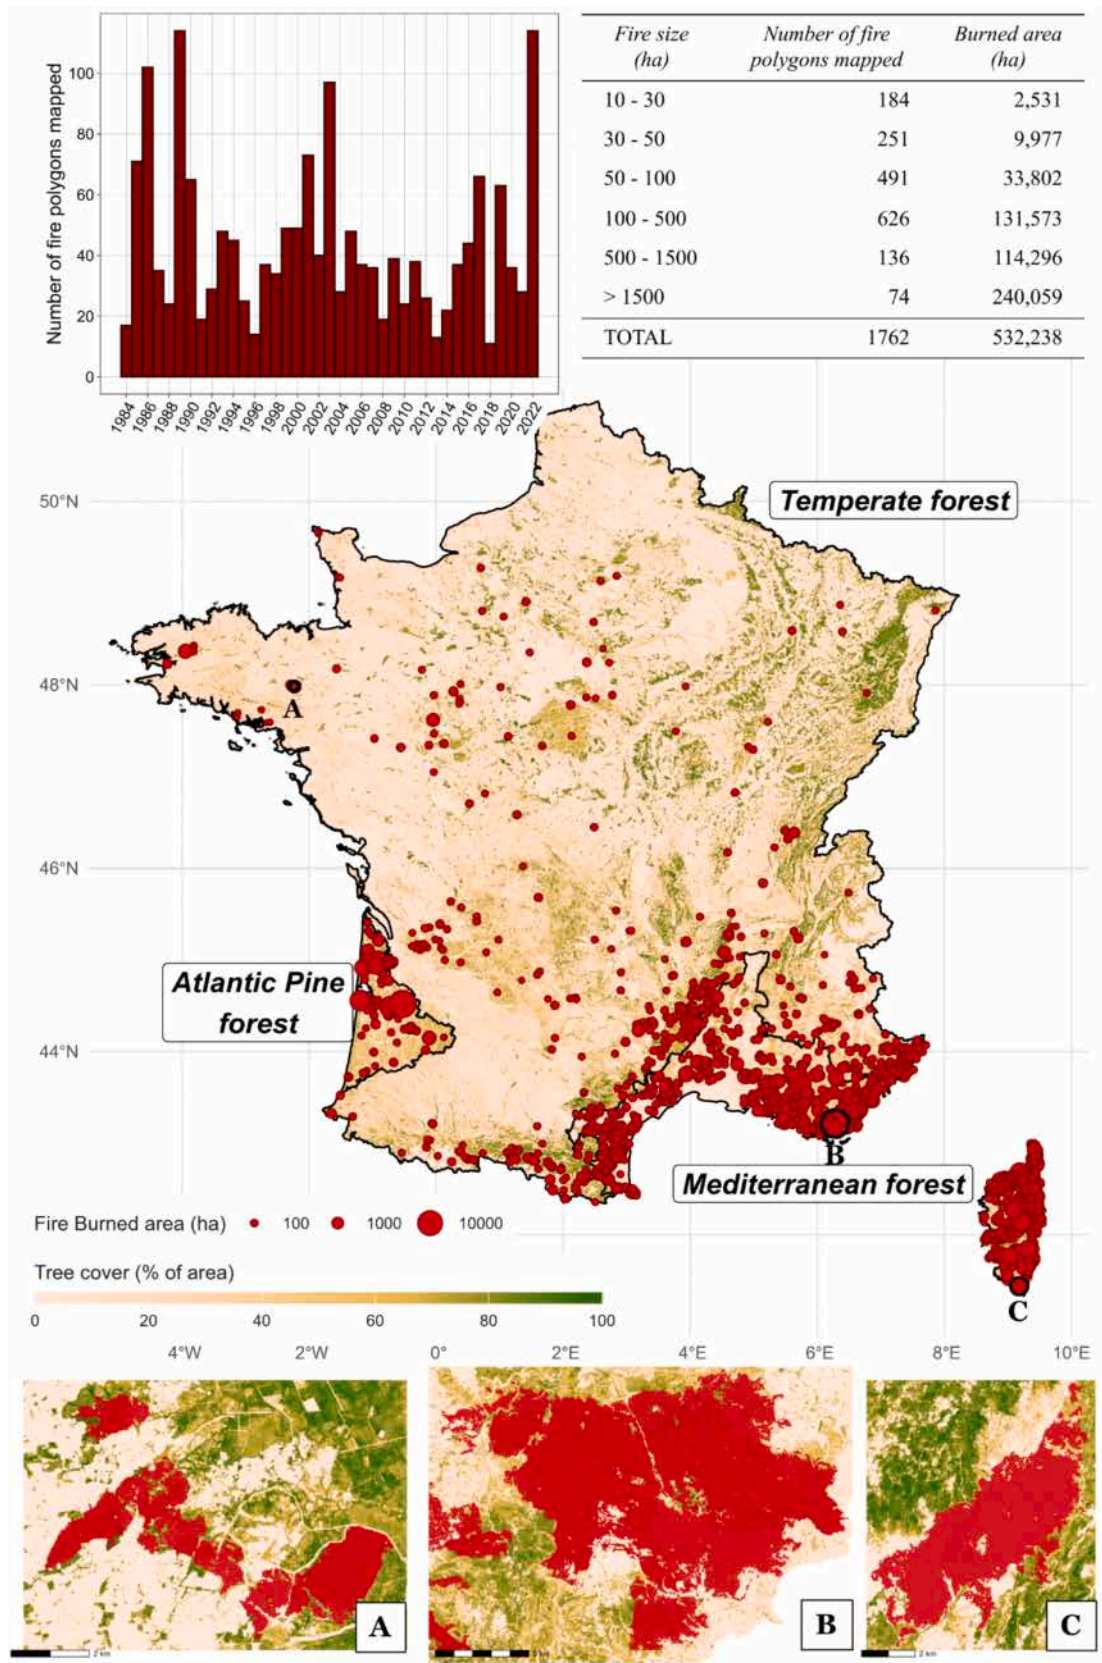 Number of fire polygons mapped
100
80
60
40
20
0
1984
1986
1988
1990
1992
1994
1996
1998
2000
2002
2004
2006
2008
2010
2012
2014
2016
2018
2020
2022
Fire size (ha) Number of fire polygons mapped Burned area (ha)
10 - 30 184 2,531
30 - 50 251 9,977
50 - 100 491 33,802
100 - 500 626 131,573
500 - 1500 136 114,296
> 1500 74 240,059
TOTAL 1762 532,238
50°N
Temperate forest
48°N
A
46°N
Atlantic Pine
forest
44°N
B
Mediterranean forest
C
Fire Burned area (ha) 100 1000 10000
Tree cover (% of area)
0 20 40 60 80 100
4°W 2°W 0° 2°E 4°E 6°E 8°E 10°E
A
B
C
2 km
2 km